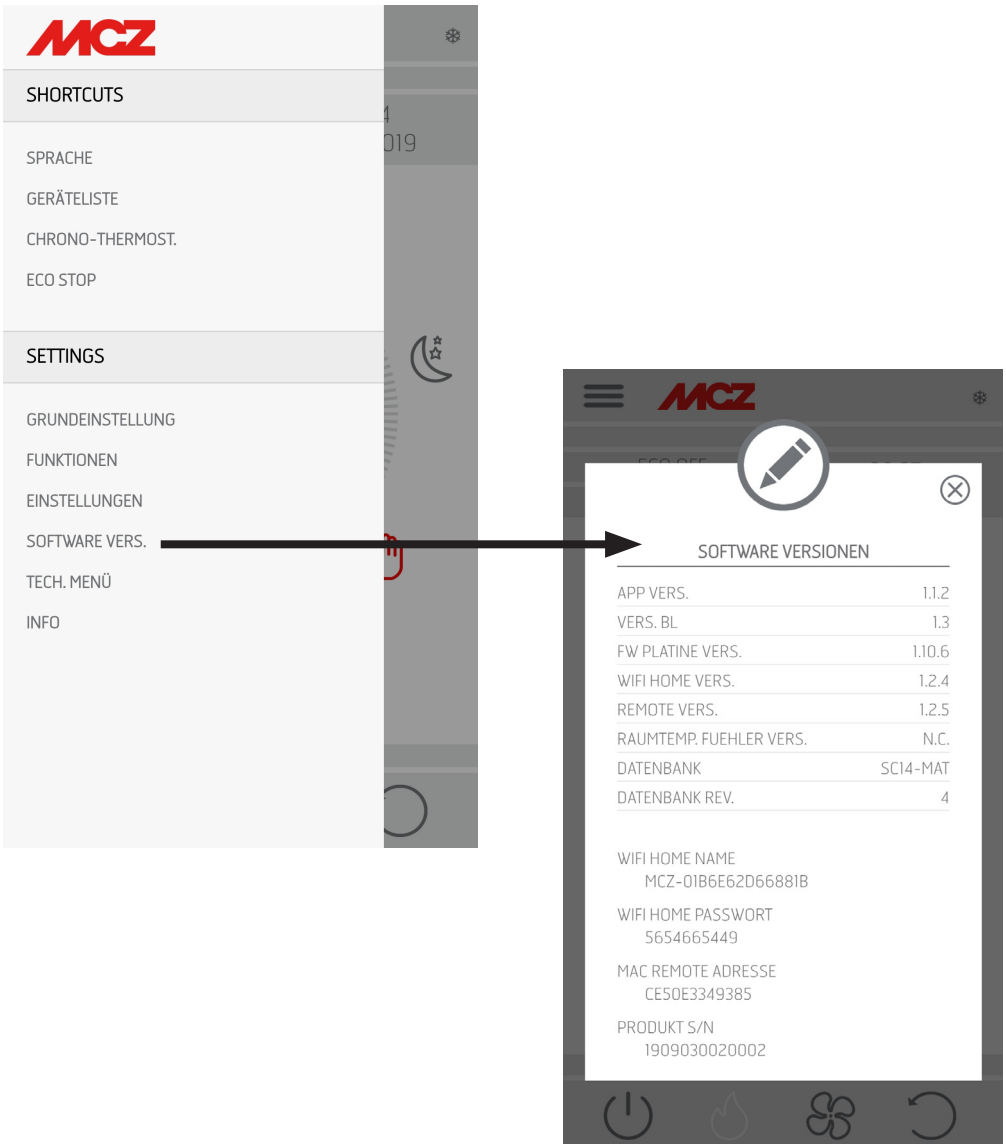 MCZ
SHORTCUTS
4
019
SPRACHE
GERÄTELISTE
CHRONO-THERMOST.
ECO STOP
SETTINGS
GRUNDEINSTELLUNG
FUNKTIONEN
EINSTELLUNGEN
SOFTWARE VERS.
TECH. MENÜ
INFO
MCZ
SOFTWARE VERSIONEN
APP VERS. 1.1.2
VERS. BL 1.3
FW PLATINE VERS. 1.10.6
WIFI HOME VERS. 1.2.4
REMOTE VERS. 1.2.5
RAUMTEMP. FUEHLER VERS. N.C.
DATENBANK SC14-MAT
DATENBANK REV. 4
WIFI HOME NAME
MCZ-01B6E62D66881B
WIFI HOME PASSWORT
5654665449
MAC REMOTE ADRESSE
CE50E3349385
PRODUKT S/N
1909030020002